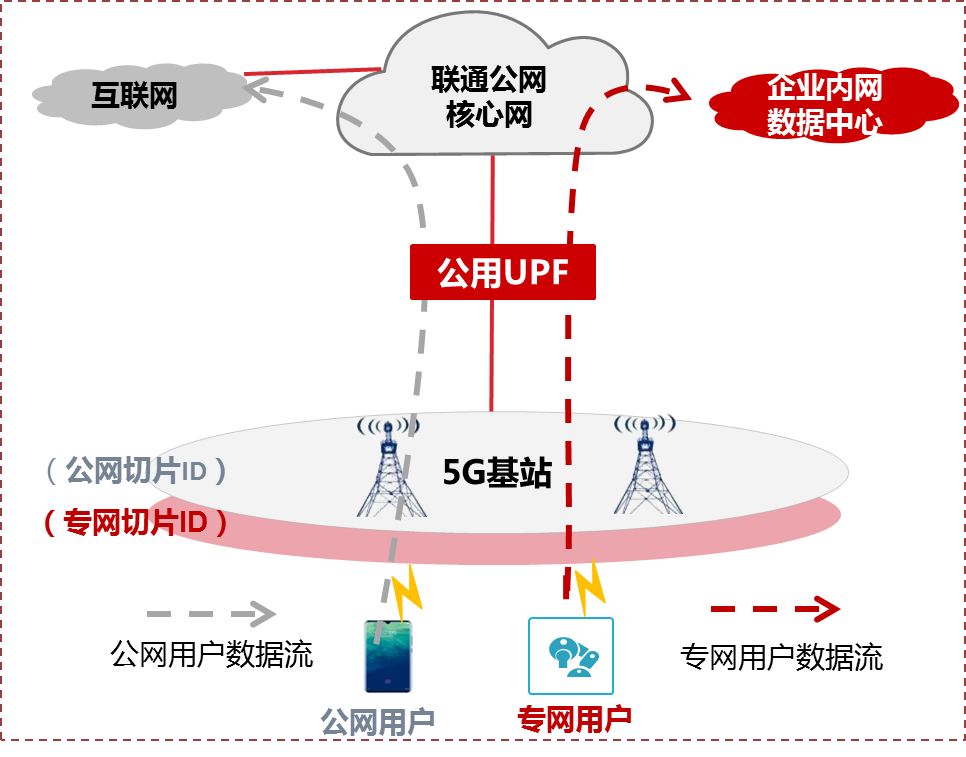 互联网
联通公网
核心网
企业内网
数据中心
公用UPF
5G基站
（公网切片ID）
（专网切片ID）
公网用户数据流
专网用户数据流
公网用户
专网用户